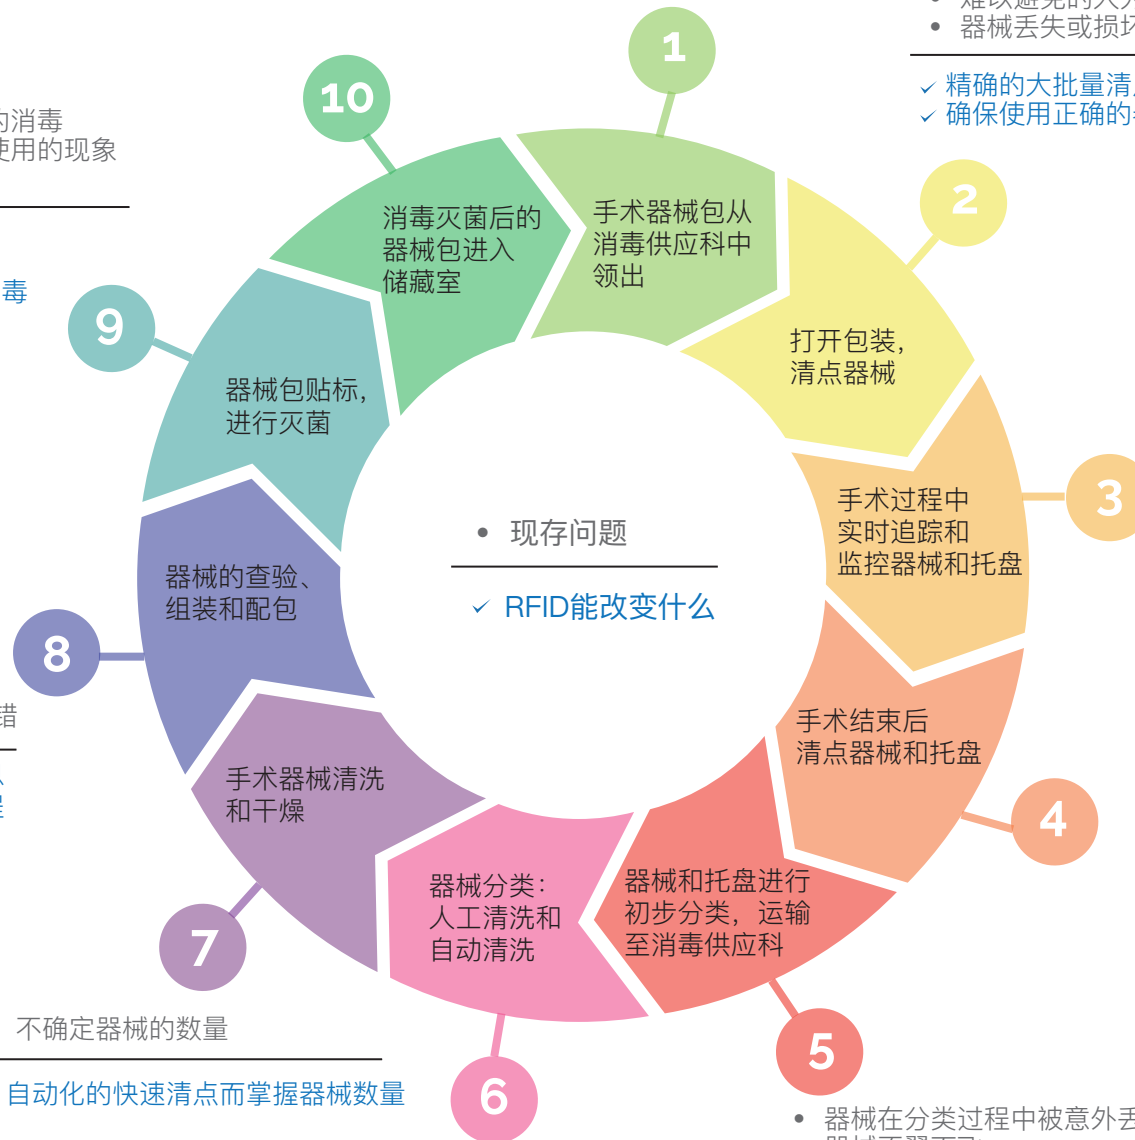 难以避免的人为
• 器械丢失或损坏
✓ 精确的大批量清点
✓ 确保使用正确的
的消毒
使用的现象
毒
10
1
2
9
3
8
4
7
5
6
消毒灭菌后的
器械包进入
储藏室
手术器械包从
消毒供应科中
领出
打开包装，
清点器械
器械包贴标，
进行灭菌
手术过程中
实时追踪和
监控器械和托盘
• 现存问题
✓ RFID能改变什么
器械的查验、
组装和配包
手术结束后
清点器械和托盘
错
程
手术器械清洗
和干燥
器械分类：
人工清洗和
自动清洗
器械和托盘进行
初步分类，运输
至消毒供应科
不确定器械的数量
自动化的快速清点而掌握器械数量
• 器械在分类过程中被意外丢